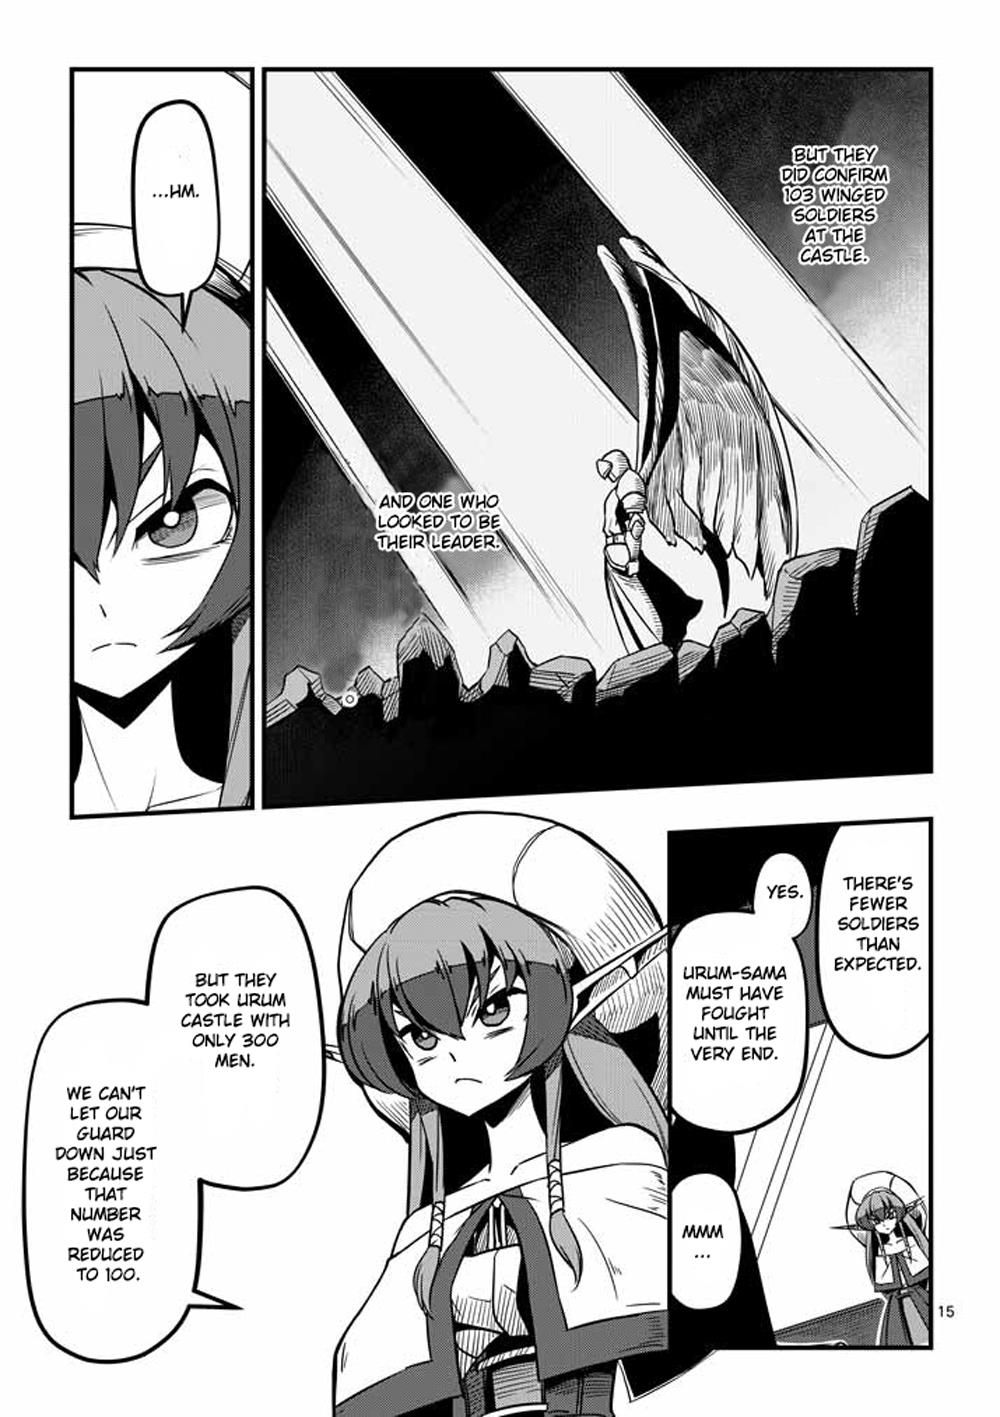 BUT THEY
DID CONFIRM
103 WINGED
SOLDIERS
AT THE
CASTLE.
AND ONE WHO
LOOKED TO BE
THEIR LEADER.
...HM.
THERE'S
FEWER
SOLDIERS
THAN
EXPECTED.
YES.
URUM-SAMA
MUST HAVE
FOUGHT
UNTIL THE
VERY END.
MMM
...
BUT THEY
TOOK URUM
CASTLE WITH
ONLY 300
MEN.
WE CAN'T
LET OUR
GUARD
DOWN JUST
BECAUSE
THAT
NUMBER
WAS
REDUCED
TO 100.
15